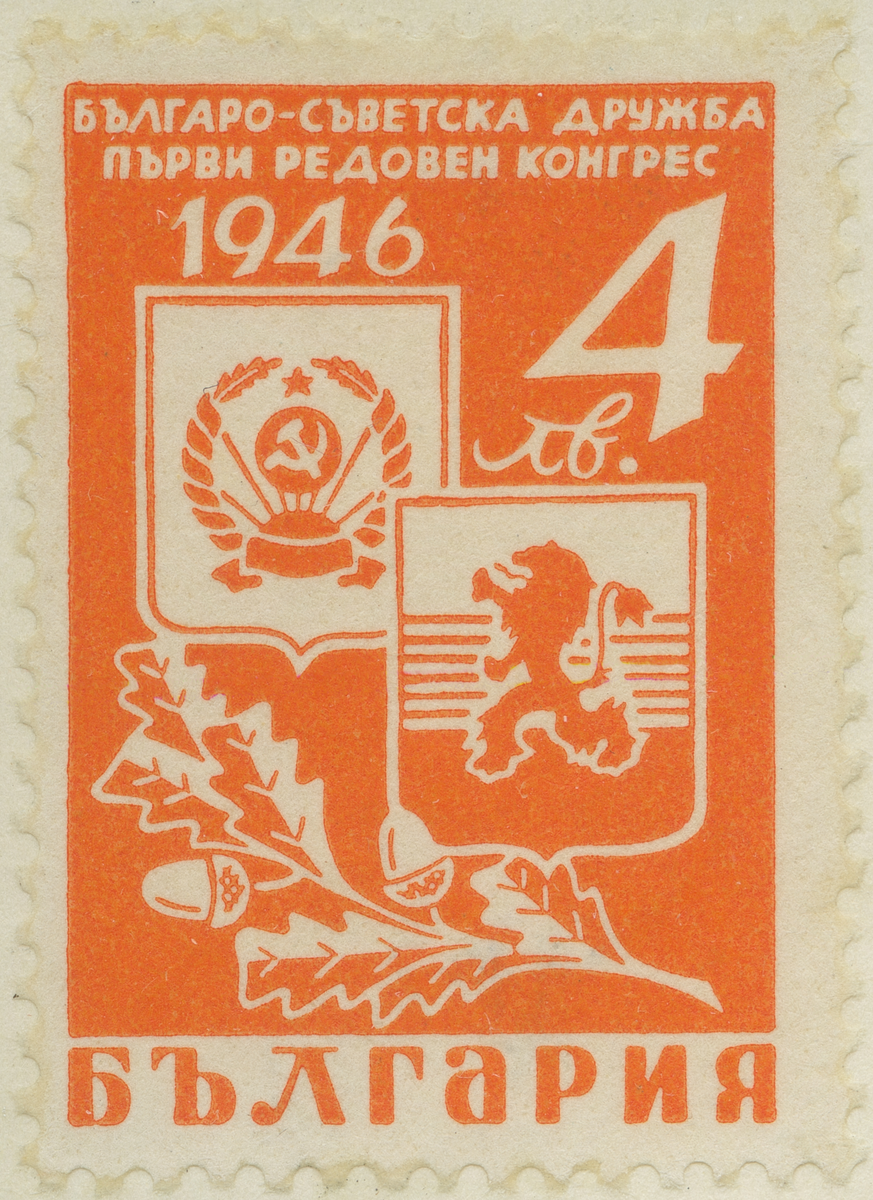 БЪЛГАРО-СЪВЕТСКА ДРУЖБА
ПЪРВИ РЕДОВЕН КОНГРЕС
1946
4
лв.
БЪЛГАРИЯ